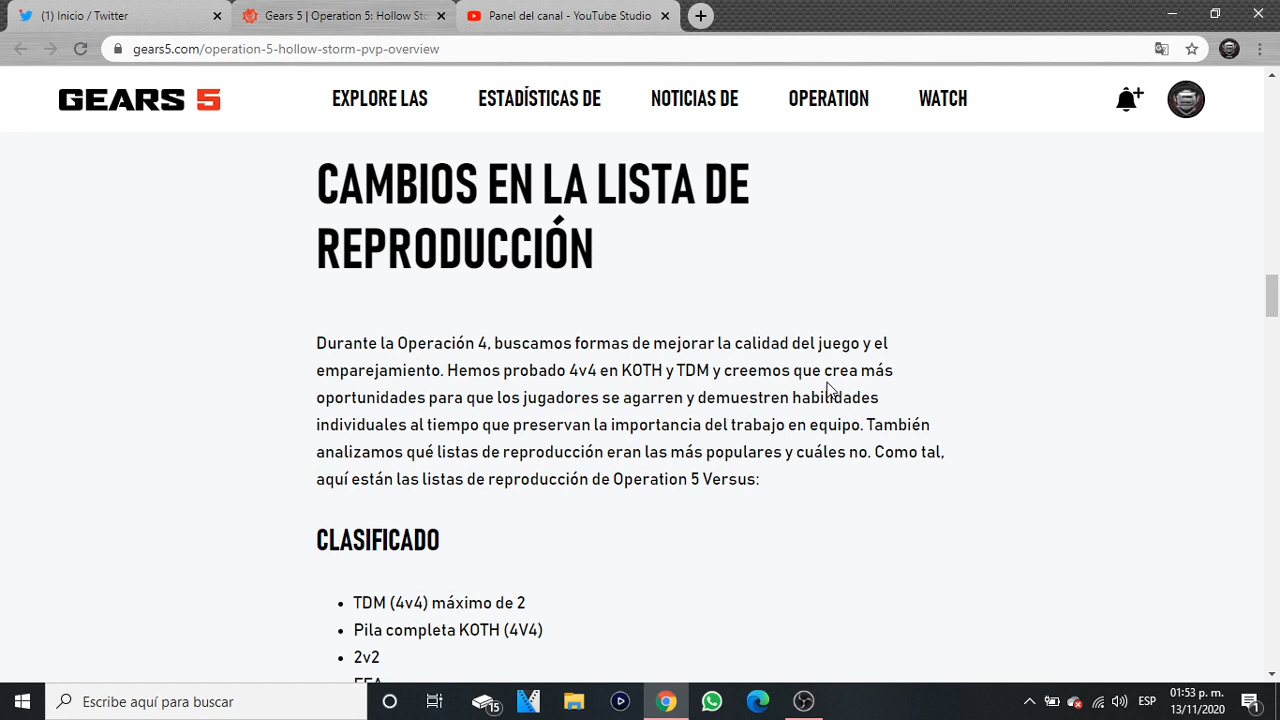 (1) Inicio / Twitter
Gears 5 | Operation 5: Hollow Sto
Panel del canal - YouTube Studio
gears5.com/operation-5-hollow-storm-pvp-overview
GEARS 5
EXPLORE LAS
ESTADÍSTICAS DE
NOTICIAS DE
OPERATION
WATCH
CAMBIOS EN LA LISTA DE
REPRODUCCIÓN
Durante la Operación 4, buscamos formas de mejorar la calidad del juego y el
emparejamiento. Hemos probado 4v4 en KOTH y TDM y creemos que crea más
oportunidades para que los jugadores se agarren y demuestren habilidades
individuales al tiempo que preservan la importancia del trabajo en equipo. También
analizamos qué listas de reproducción eran las más populares y cuáles no. Como tal,
aquí están las listas de reproducción de Operation 5 Versus:
CLASIFICADO
• TDM (4v4) máximo de 2
• Pila completa KOTH (4V4)
• 2v2
Escribe aquí para buscar
15
ESP
01:53 p. m.
13/11/2020
1